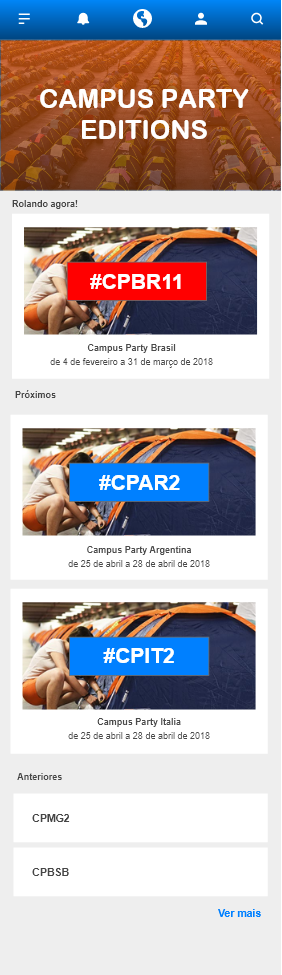 CAMPUS PARTY
EDITIONS
Rolando agora!
#CPBR11
Campus Party Brasil
de 4 de fevereiro a 31 de março de 2018
Próximos
#CPAR2
Campus Party Argentina
de 25 de abril a 28 de abril de 2018
#CPIT2
Campus Party Italia
de 25 de abril a 28 de abril de 2018
Anteriores
CPMG2
CPBSB
Ver mais